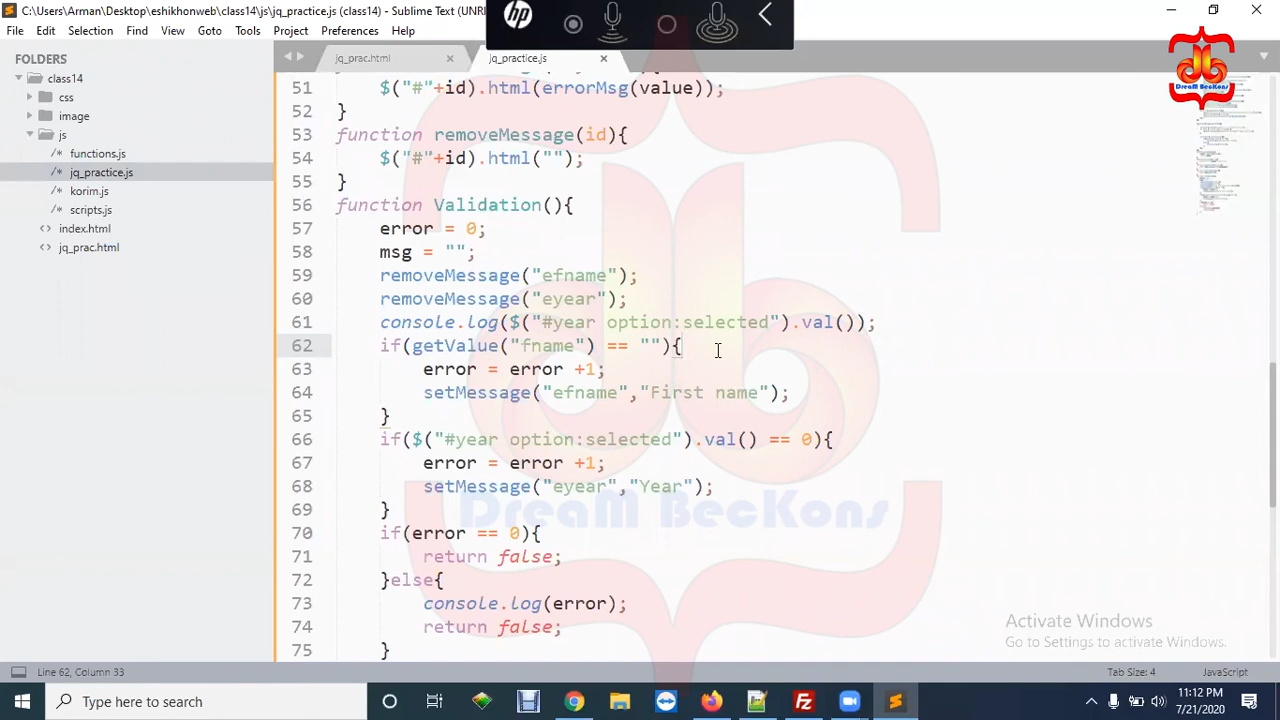 C:\Users\Arman\Desktop\eshikhonweb\class14\js\jq_practice.js (class14) - Sublime Text (UNRE
File Edit Selection Find View Goto Tools Project Preferences Help
FOLDERS
class14
css
image
js
functions.js
jq_practice.js
korim.js
scripts.js
index.html
jq_prac.html
jq_prac.html
jq_practice.js
51 $("#"+id).html(errorMsg(value));
52 }
53 function removeMessage(id){
54 $("#"+id).html("");
55 }
56 function Validation(){
57 error = 0;
58 msg = "";
59 removeMessage("efname");
60 removeMessage("eyear");
61 console.log($("#year option:selected").val());
62 if(getValue("fname") == ""){
63 error = error +1;
64 setMessage("efname","First name");
65 }
66 if($("#year option:selected").val() == 0){
67 error = error +1;
68 setMessage("eyear","Year");
69 }
70 if(error == 0){
71 return false;
72 }else{
73 console.log(error);
74 return false;
75 }
hp
DreaM BecKons
DreaM BecKons
Activate Windows
Go to Settings to activate Windows.
Line 62, Column 33
Tab Size: 4
JavaScript
Type here to search
11:12 PM
7/21/2020